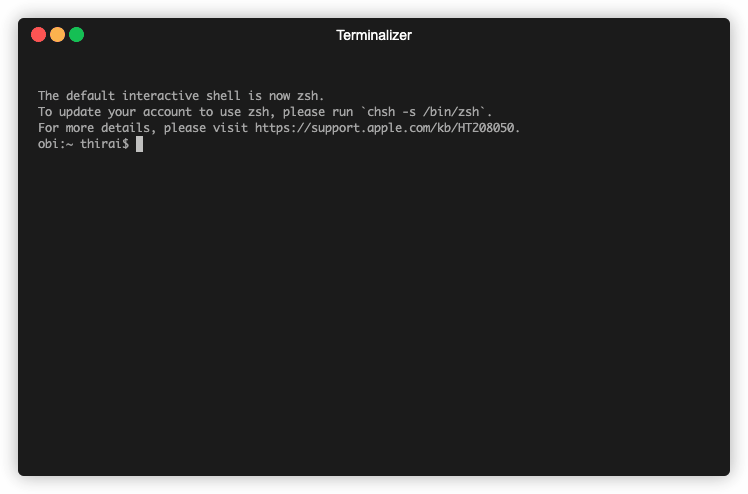 Terminalizer
The default interactive shell is now zsh.
To update your account to use zsh, please run `chsh -s /bin/zsh`.
For more details, please visit https://support.apple.com/kb/HT208050.
obi:~ thirai$